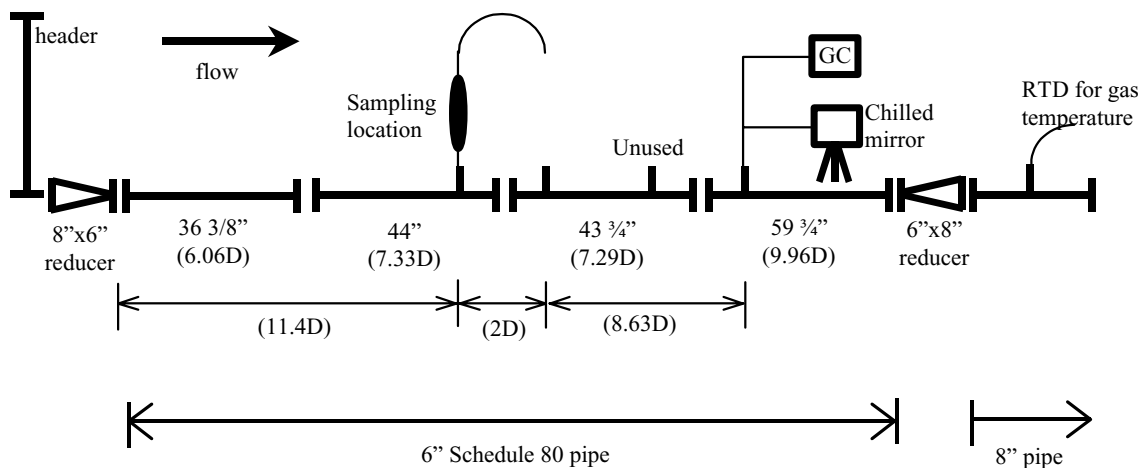 header
flow
Sampling
location
GC
Chilled
mirror
RTD for gas
temperature
Unused
8”x6”
reducer
36 3/8”
(6.06D)
44”
(7.33D)
43 ¾”
(7.29D)
59 ¾”
(9.96D)
6”x8”
reducer
(11.4D)
(2D)
(8.63D)
6” Schedule 80 pipe
8” pipe